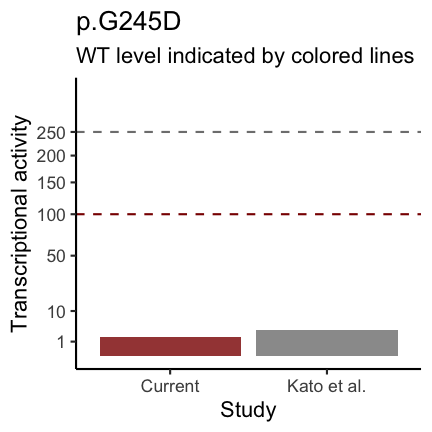 p.G245D
WT level indicated by colored lines
Transcriptional activity
250
200
150
100
50
10
1
Current
Kato et al.
Study